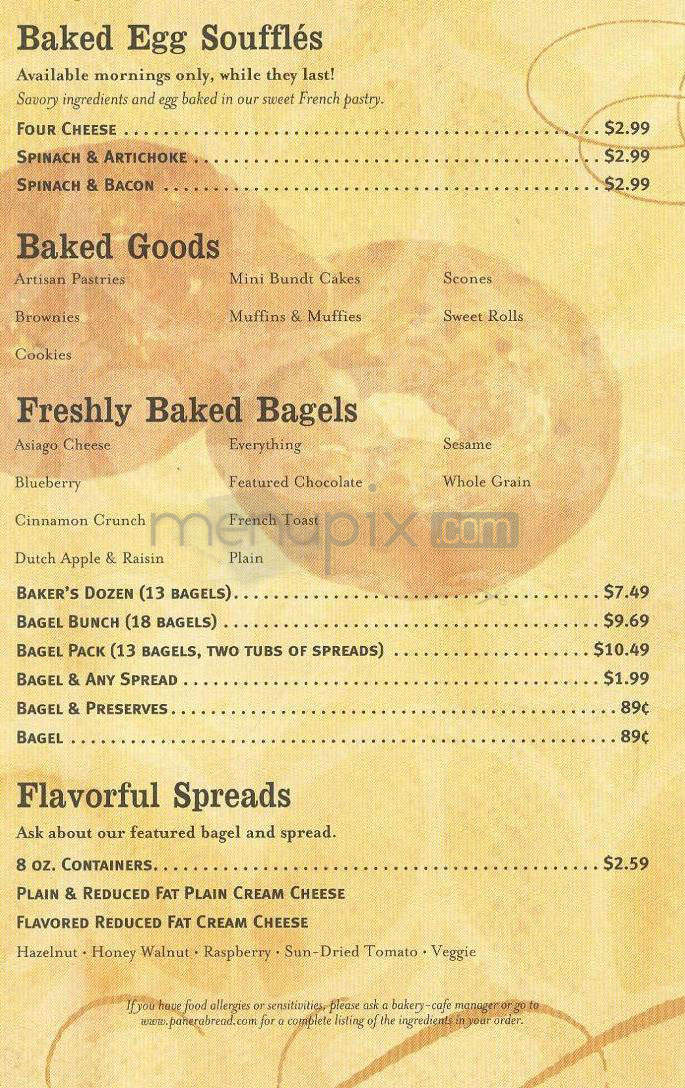 Baked Egg Soufflés
Available mornings only, while they last!
Savory ingredients and egg baked in our sweet French pastry.
FOUR CHEESE ........ $2.99
SPINACH & ARTICHOKE ........ $2.99
SPINACH & BACON ........ $2.99
Baked Goods
Artisan Pastries Mini Bundt Cakes Scones
Brownies Muffins & Muffies Sweet Rolls
Cookies
Freshly Baked Bagels
Asiago Cheese Everything Sesame
Blueberry Featured Chocolate Whole Grain
Cinnamon Crunch French Toast
menupix.com
Dutch Apple & Raisin Plain
BAKER'S DOZEN (13 BAGELS)........ $7.49
BAGEL BUNCH (18 BAGELS) ........ $9.69
BAGEL PACK (13 BAGELS, TWO TUBS OF SPREADS) ........ $10.49
BAGEL & ANY SPREAD ........ $1.99
BAGEL & PRESERVES........ 89¢
BAGEL ........ 89¢
Flavorful Spreads
Ask about our featured bagel and spread.
8 OZ. CONTAINERS........ $2.59
PLAIN & REDUCED FAT PLAIN CREAM CHEESE
FLAVORED REDUCED FAT CREAM CHEESE
Hazelnut • Honey Walnut • Raspberry • Sun-Dried Tomato • Veggie
If you have food allergies or sensitivities, please ask a bakery-cafe manager or go to
www.panerabread.com for a complete listing of the ingredients in your order.